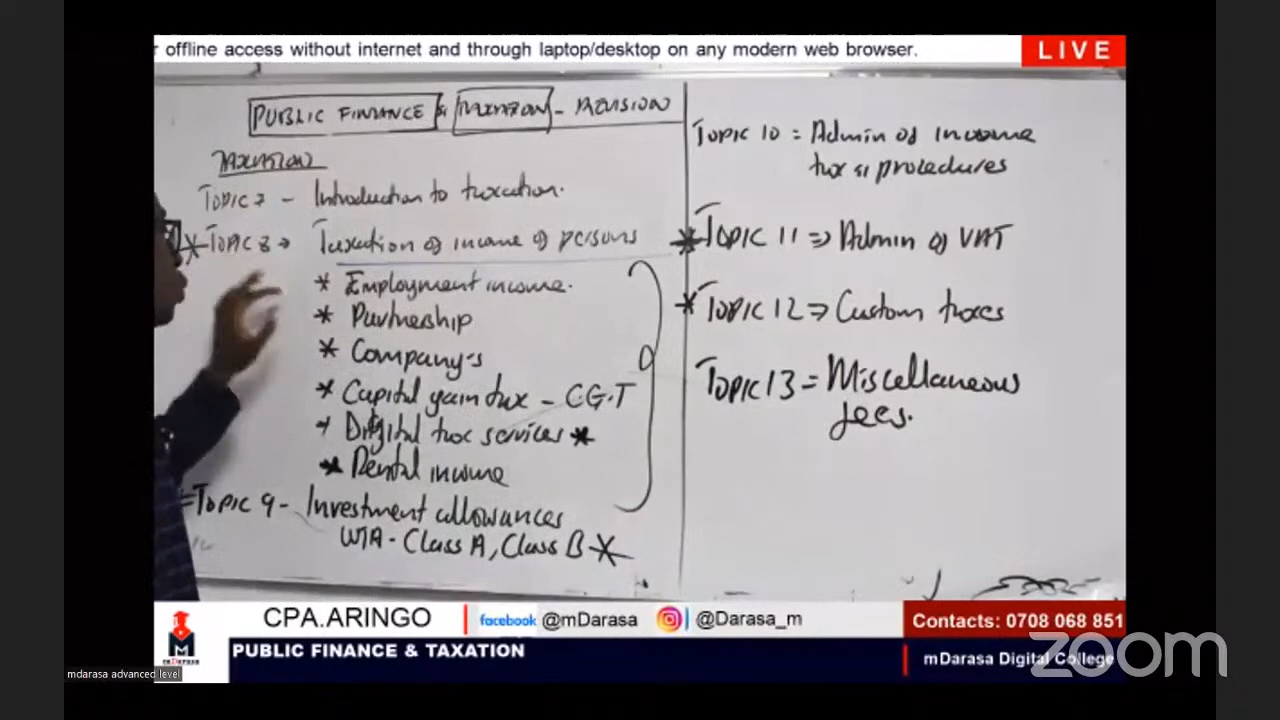 r offline access without internet and through laptop/desktop on any modern web browser.
LIVE
PUBLIC FINANCE & TAXATION - REVISION
TAXATION
TOPIC 7 - Introduction to taxation.
* TOPIC 8 => Taxation of income of persons
* Employment income.
* Partnership
* Company's
* Capital gain tax - C.G.T
* Digital tax services *
* Rental income
TOPIC 9 - Investment allowances
WTA - Class A, Class B *
TOPIC 10 = Admin of income
tax & procedures
* TOPIC 11 => Admin of VAT
* TOPIC 12 => Custom taxes
TOPIC 13 = Miscellaneous
fees.
CPA.ARINGO
facebook @mDarasa
@Darasa_m
Contacts: 0708 068 851
mDarasa
PUBLIC FINANCE & TAXATION
mDarasa Digital College
zoom
mdarasa advanced level